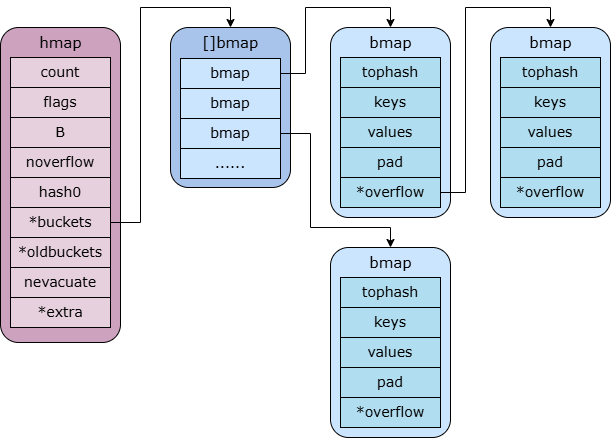 hmap
count
flags
B
noverflow
hash0
*buckets
*oldbuckets
nevacuate
*extra
[]bmap
bmap
bmap
bmap
......
bmap
tophash
keys
values
pad
*overflow
bmap
tophash
keys
values
pad
*overflow
bmap
tophash
keys
values
pad
*overflow